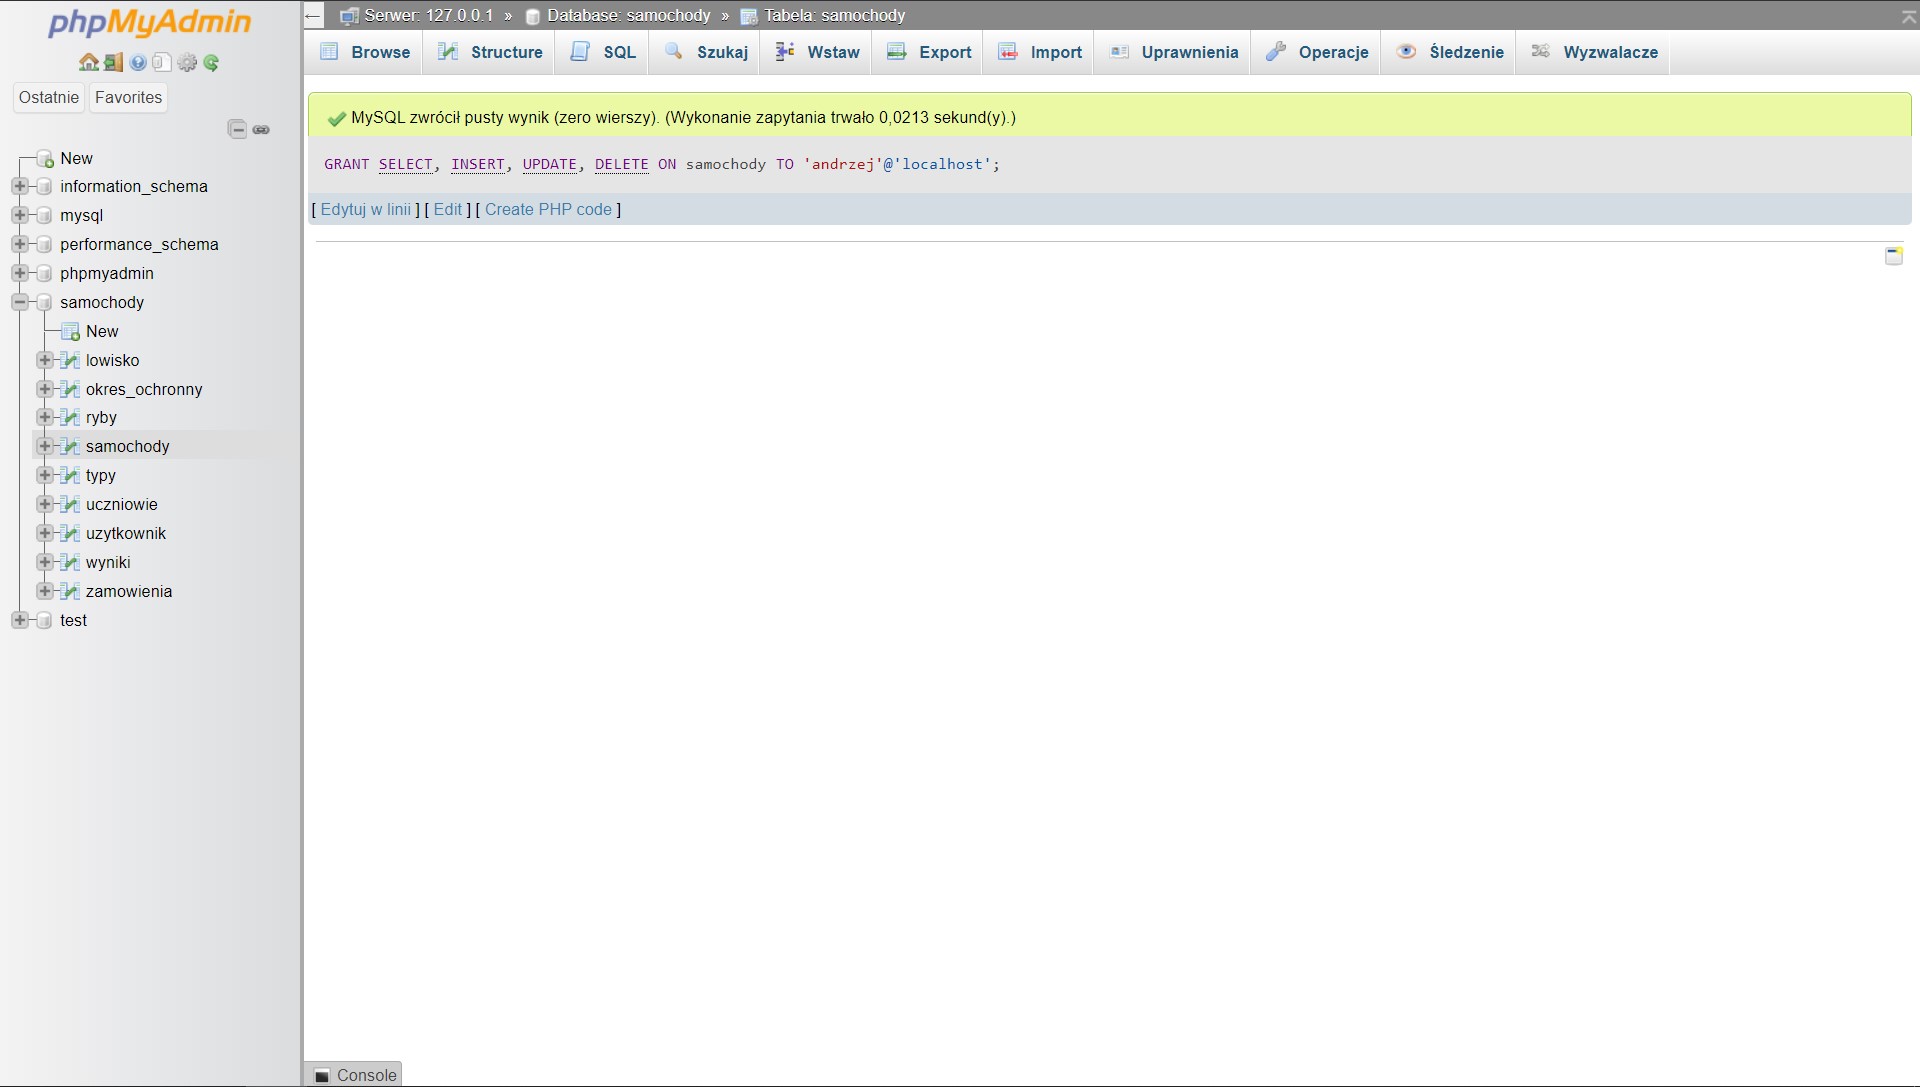 phpMyAdmin
Ostatnie Favorites
New
information_schema
mysql
performance_schema
phpmyadmin
samochody
New
lowisko
okres_ochronny
ryby
samochody
typy
uczniowie
uzytkownik
wyniki
zamowienia
test
Serwer: 127.0.0.1 » Database: samochody » Tabela: samochody
Browse Structure SQL Szukaj Wstaw Export Import Uprawnienia Operacje Śledzenie Wyzwalacze
MySQL zwrócił pusty wynik (zero wierszy). (Wykonanie zapytania trwało 0,0213 sekund(y).)
GRANT SELECT, INSERT, UPDATE, DELETE ON samochody TO 'andrzej'@'localhost';
[ Edytuj w linii ] [ Edit ] [ Create PHP code ]
Console